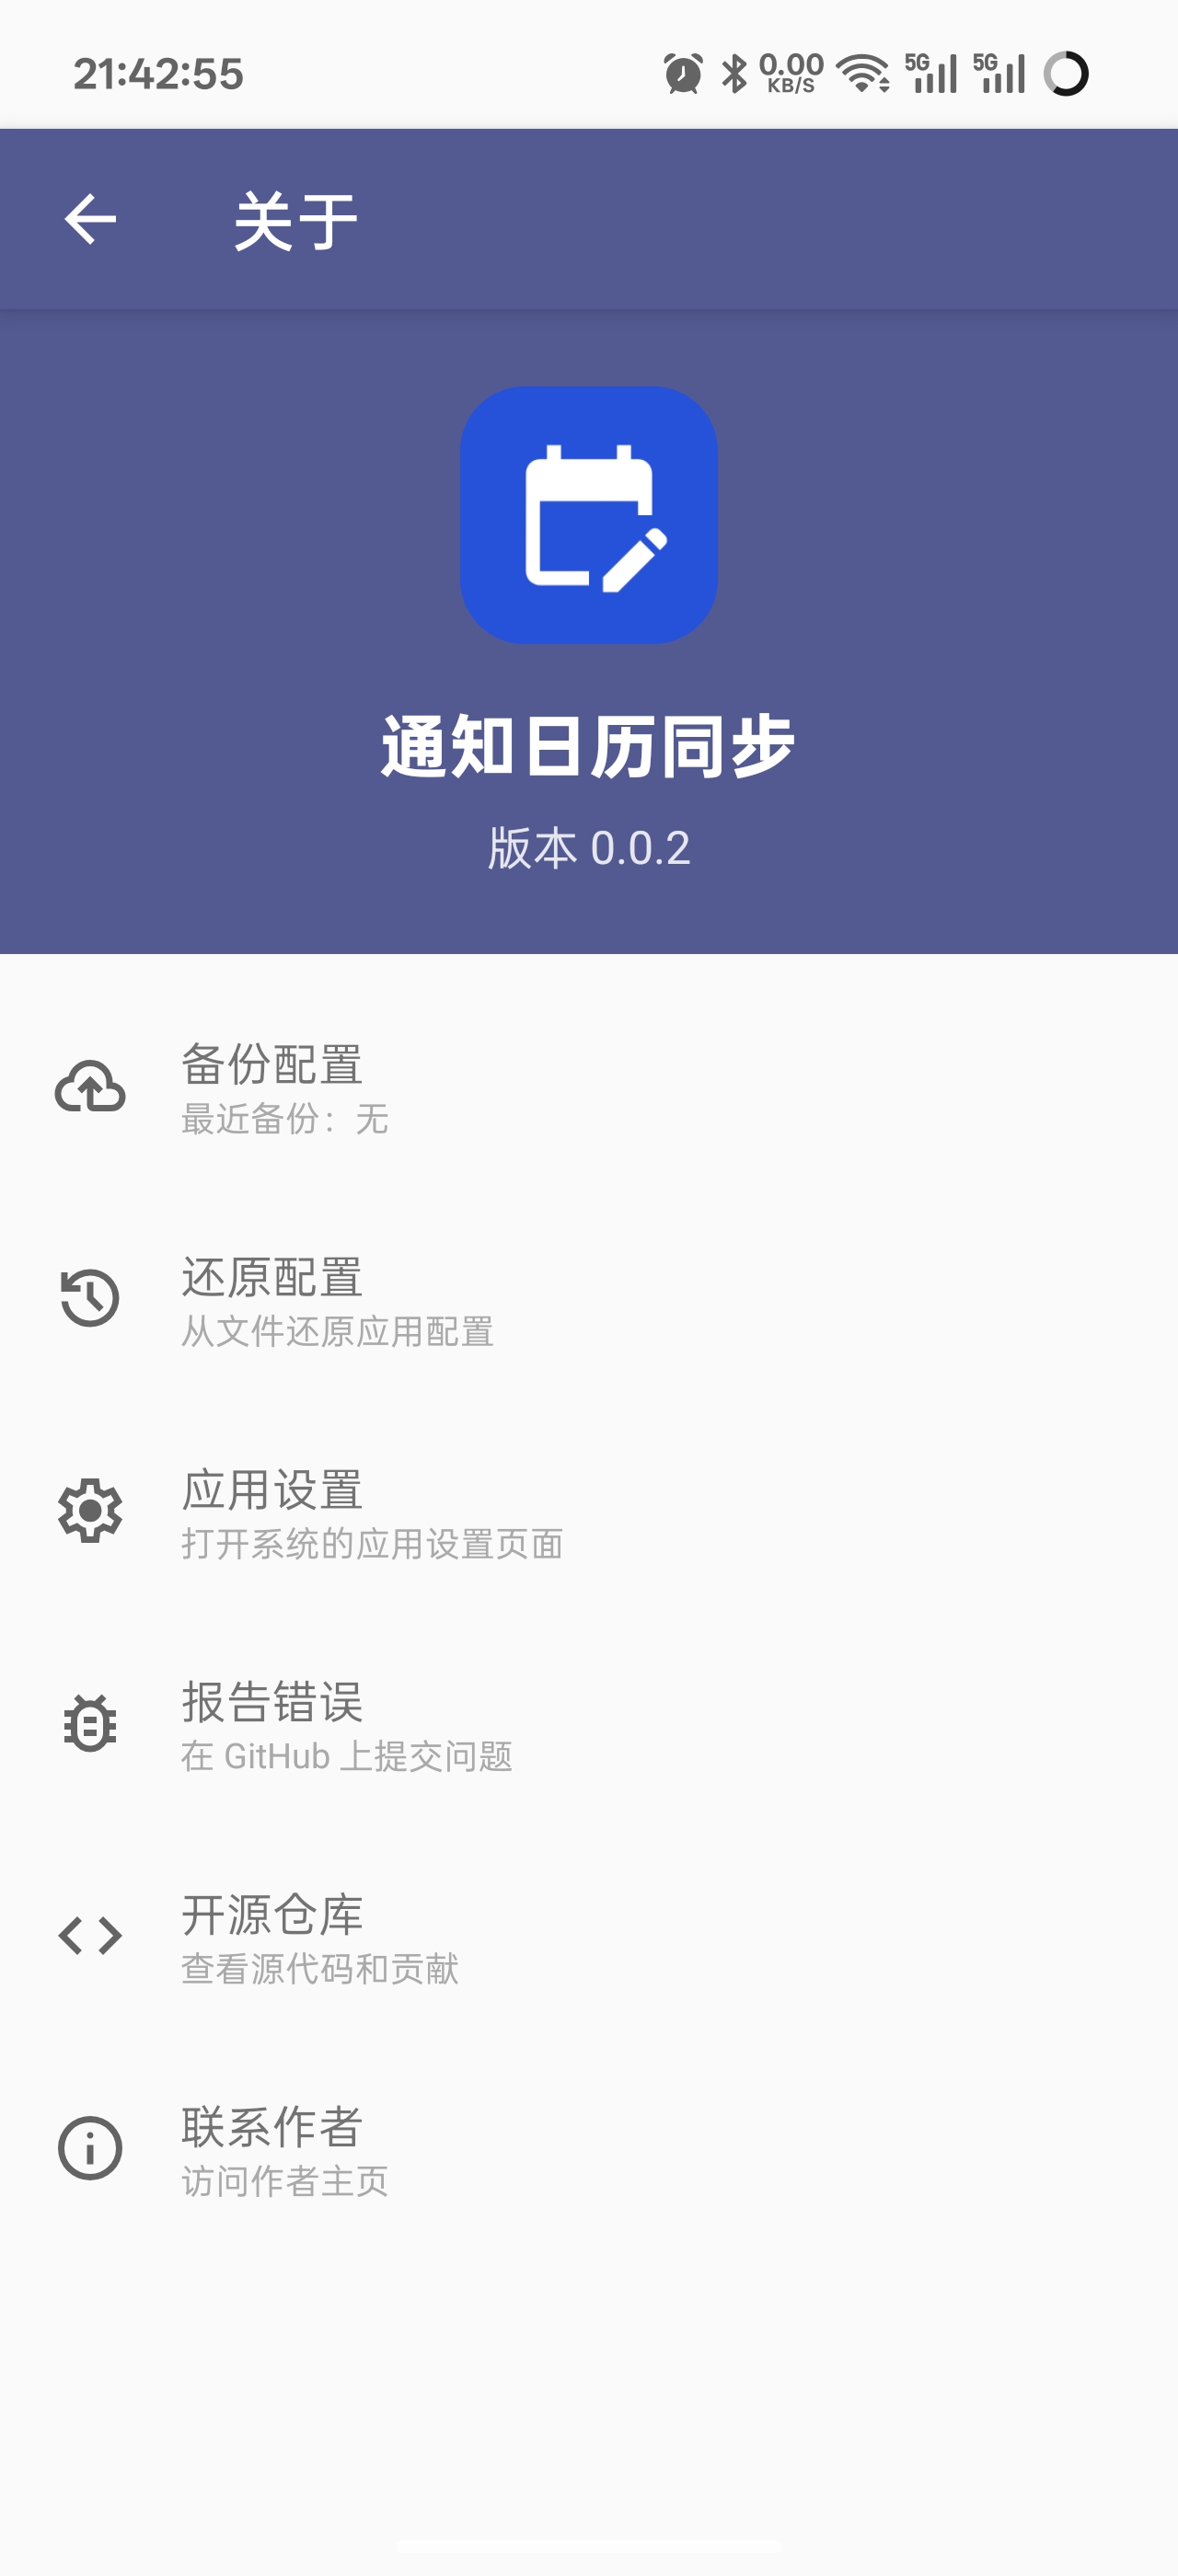 21:42:55
0.00
KB/S
5G
5G
关于
通知日历同步
版本 0.0.2
备份配置
最近备份：无
还原配置
从文件还原应用配置
应用设置
打开系统的应用设置页面
报告错误
在 GitHub 上提交问题
开源仓库
查看源代码和贡献
联系作者
访问作者主页